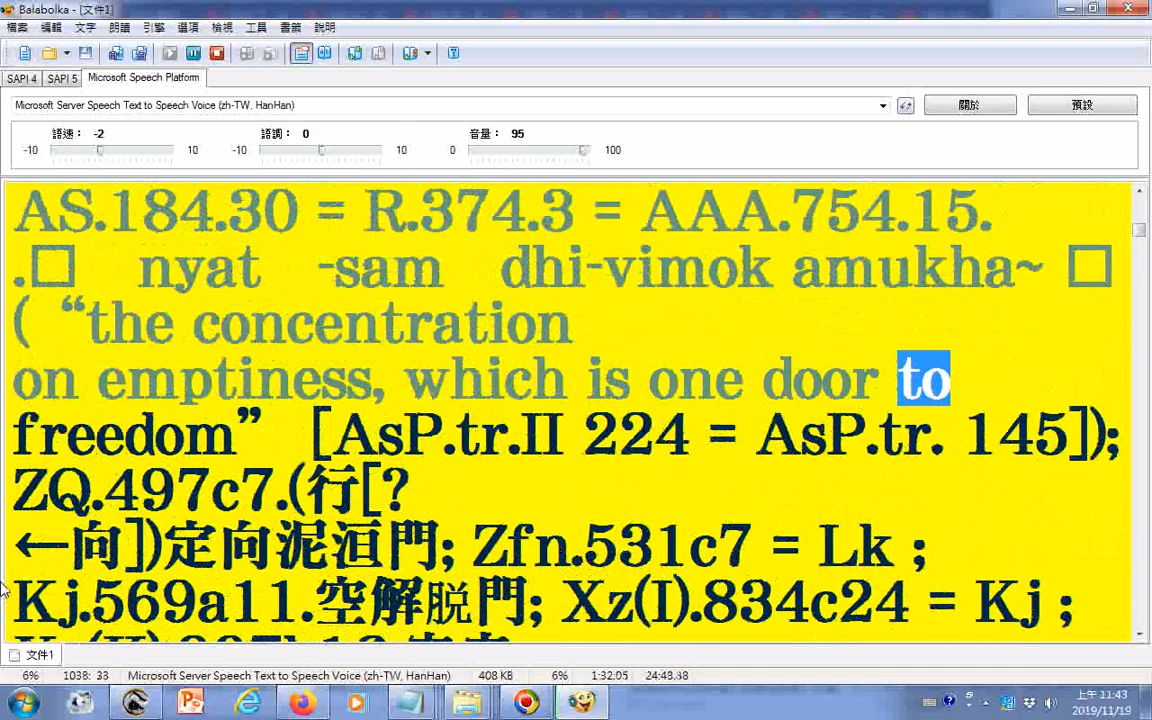 Balabolka - [文件1]
檔案 編輯 文字 朗讀 引擎 選項 檢視 工具 書籤 說明
SAPI 4 SAPI 5 Microsoft Speech Platform
Microsoft Server Speech Text to Speech Voice (zh-TW, HanHan) 關於 預設
語速： -2 語調： 0 音量： 95
-10 10 -10 10 0 100
AS.184.30 = R.374.3 = AAA.754.15.
.□ nyat -sam dhi-vimok amukha~ □
( “the concentration
on emptiness, which is one door to
freedom” [AsP.tr.II 224 = AsP.tr. 145]);
ZQ.497c7.(行[?
←向])定向泥洹門; Zfn.531c7 = Lk ;
Kj.569a11.空解脱門; Xz(I).834c24 = Kj ;
文件1
6% 1038: 33 Microsoft Server Speech Text to Speech Voice (zh-TW, HanHan) 408 KB 6% 1:32:05 24:43:38
上午 11:43
2019/11/19